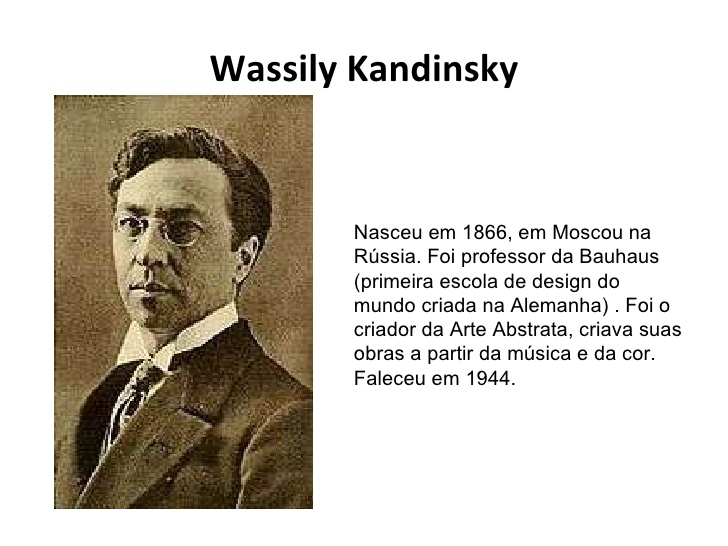 Wassily Kandinsky
Nasceu em 1866, em Moscou na
Rússia. Foi professor da Bauhaus
(primeira escola de design do
mundo criada na Alemanha) . Foi o
criador da Arte Abstrata, criava suas
obras a partir da música e da cor.
Faleceu em 1944.